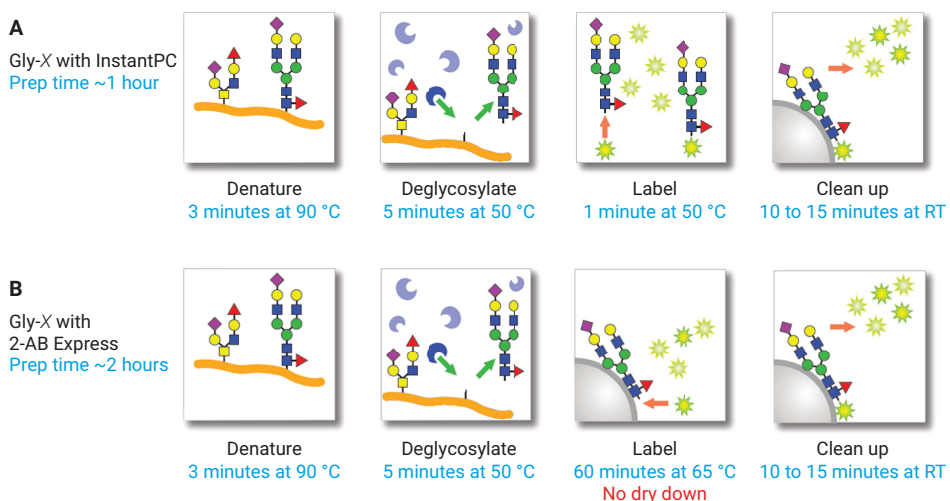 A
Gly-X with InstantPC
Prep time ~1 hour
Denature
3 minutes at 90 °C
Deglycosylate
5 minutes at 50 °C
Label
1 minute at 50 °C
Clean up
10 to 15 minutes at RT
B
Gly-X with
2-AB Express
Prep time ~2 hours
Denature
3 minutes at 90 °C
Deglycosylate
5 minutes at 50 °C
Label
60 minutes at 65 °C
No dry down
Clean up
10 to 15 minutes at RT